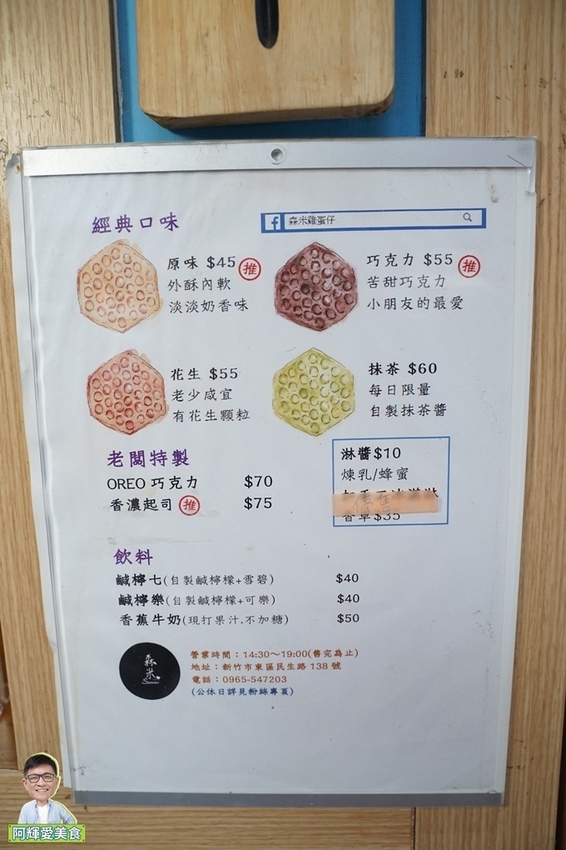 經典口味
森米雞蛋仔
原味 $45 推
外酥內軟
淡淡奶香味
巧克力 $55 推
苦甜巧克力
小朋友的最愛
花生 $55
老少咸宜
有花生顆粒
抹茶 $60
每日限量
自製抹茶醬
老闆特製
OREO 巧克力 $70
香濃起司 推 $75
淋醬$10
煉乳/蜂蜜
香草$35
飲料
鹹檸七(自製鹹檸檬+雪碧) $40
鹹檸樂(自製鹹檸檬+可樂) $40
香蕉牛奶(現打果汁.不加糖) $50
森米
營業時間：14:30～19:00(售完為止)
地址：新竹市東區民生路 138 號
電話：0965-547203
(公休日詳見粉絲專頁)
阿輝愛美食